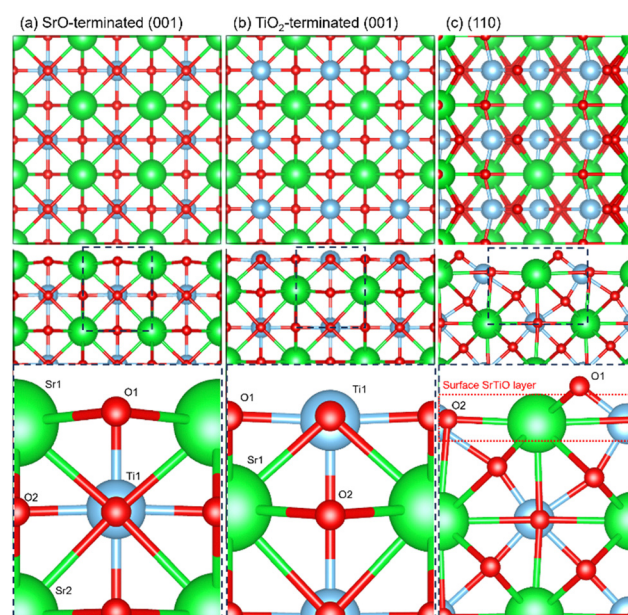 (a) SrO-terminated (001)
(b) TiO₂-terminated (001)
(c) (110)
Sr1
O1
Ti1
O2
Sr2
O1
Ti1
Sr1
O2
Surface SrTiO layer
O1
O2